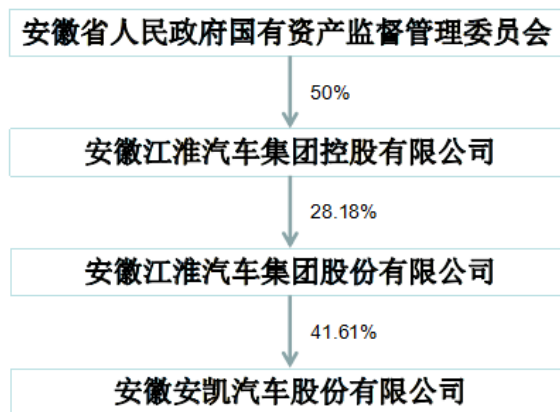 安徽省人民政府国有资产监督管理委员会
50%
安徽江淮汽车集团控股有限公司
28.18%
安徽江淮汽车集团股份有限公司
41.61%
安徽安凯汽车股份有限公司